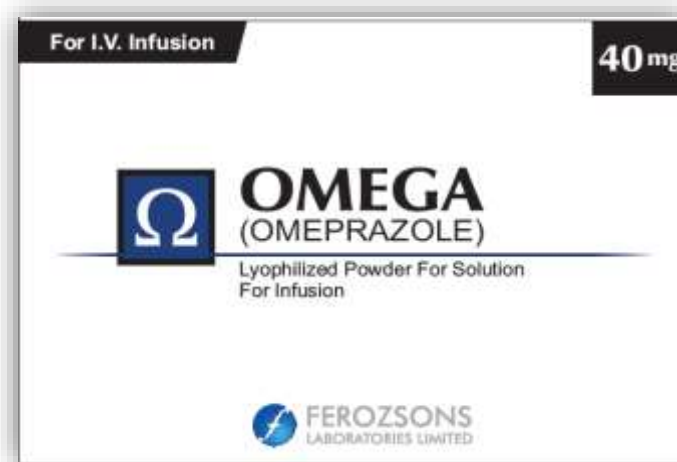 For I.V. Infusion
40 mg
Ω
OMEGA
(OMEPRAZOLE)
Lyophilized Powder For Solution
For Infusion
f
FEROZSONS
LABORATORIES LIMITED